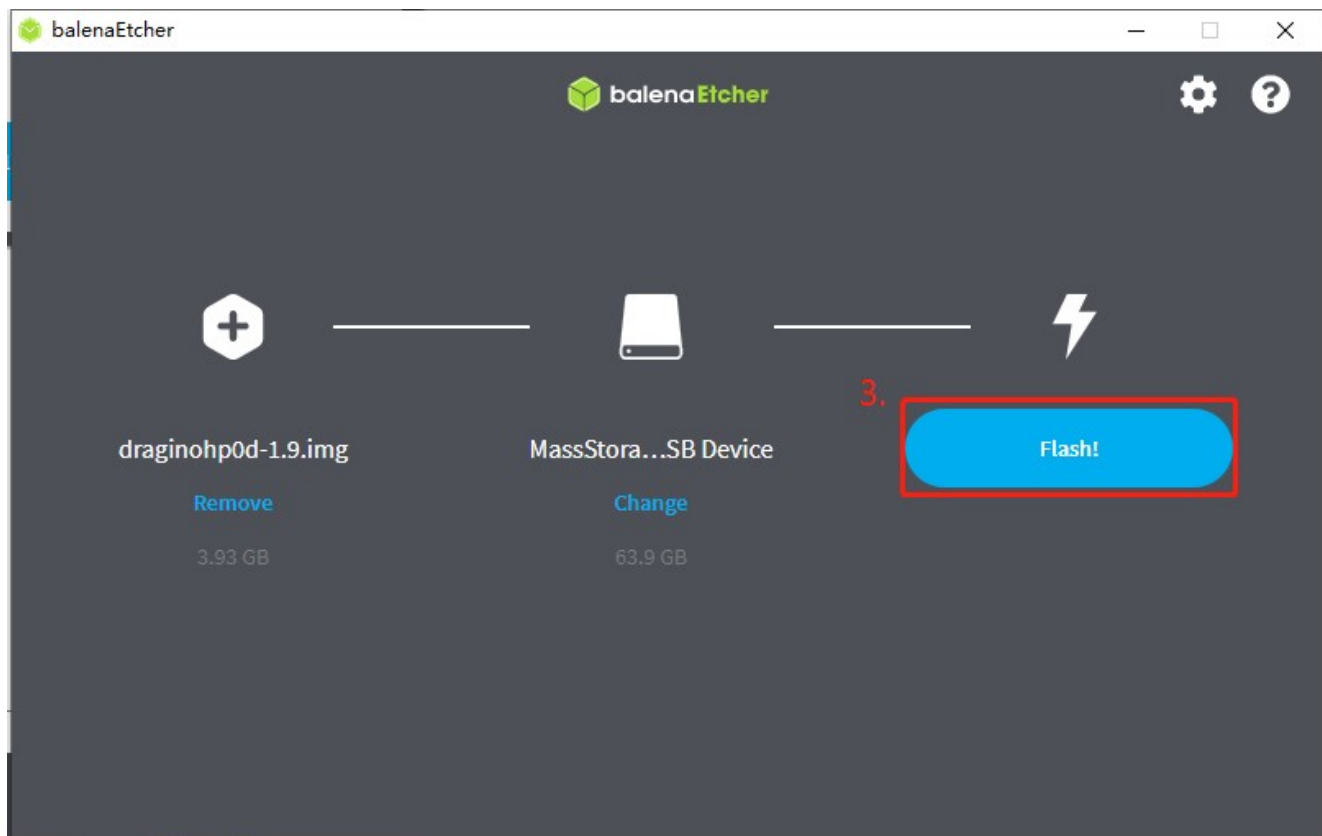 balenaEtcher
balenaEtcher
3.
draginohp0d-1.9.img
MassStora...SB Device
Flash!
Remove
Change
3.93 GB
63.9 GB